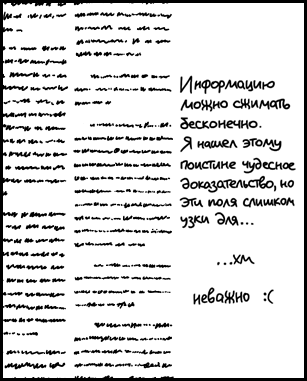 Информацию
можно сжимать
бесконечно.
Я нашел этому
поистине чудесное
доказательство, но
эти поля слишком
узки для...
...хм
неважно :(